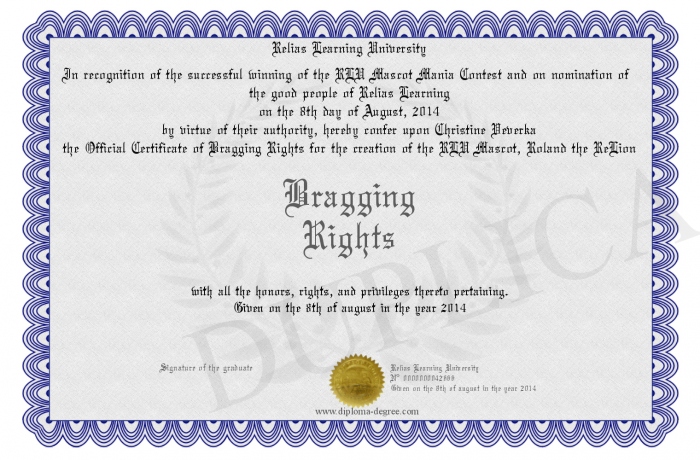 Relias Learning University
In recognition of the successful winning of the RLU Mascot Mania Contest and on nomination of
the good people of Relias Learning
on the 8th day of August, 2014
by virtue of their authority, hereby confer upon Christine Veverka
the Official Certificate of Bragging Rights for the creation of the RLU Mascot, Roland the ReLion
Bragging
Rights
DUPLICA
with all the honors, rights, and privileges thereto pertaining.
Given on the 8th of august in the year 2014
Signature of the graduate
Relias Learning University
Given on the 8th of august in the year 2014
www.diploma-degree.com